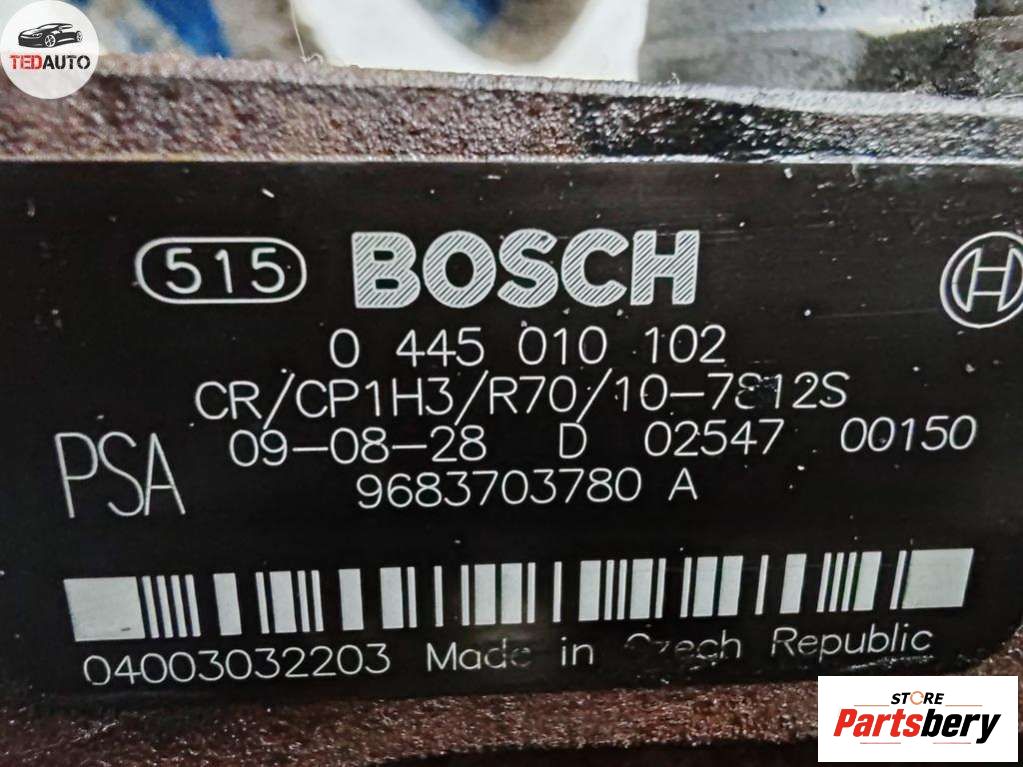 TEDAUTO
515 BOSCH
0 445 010 102
CR/CP1H3/R70/10-7812S
PSA 09-08-28 D 02547 00150
9683703780 A
04003032203 Made in Czech Republic
STORE
Partsbery